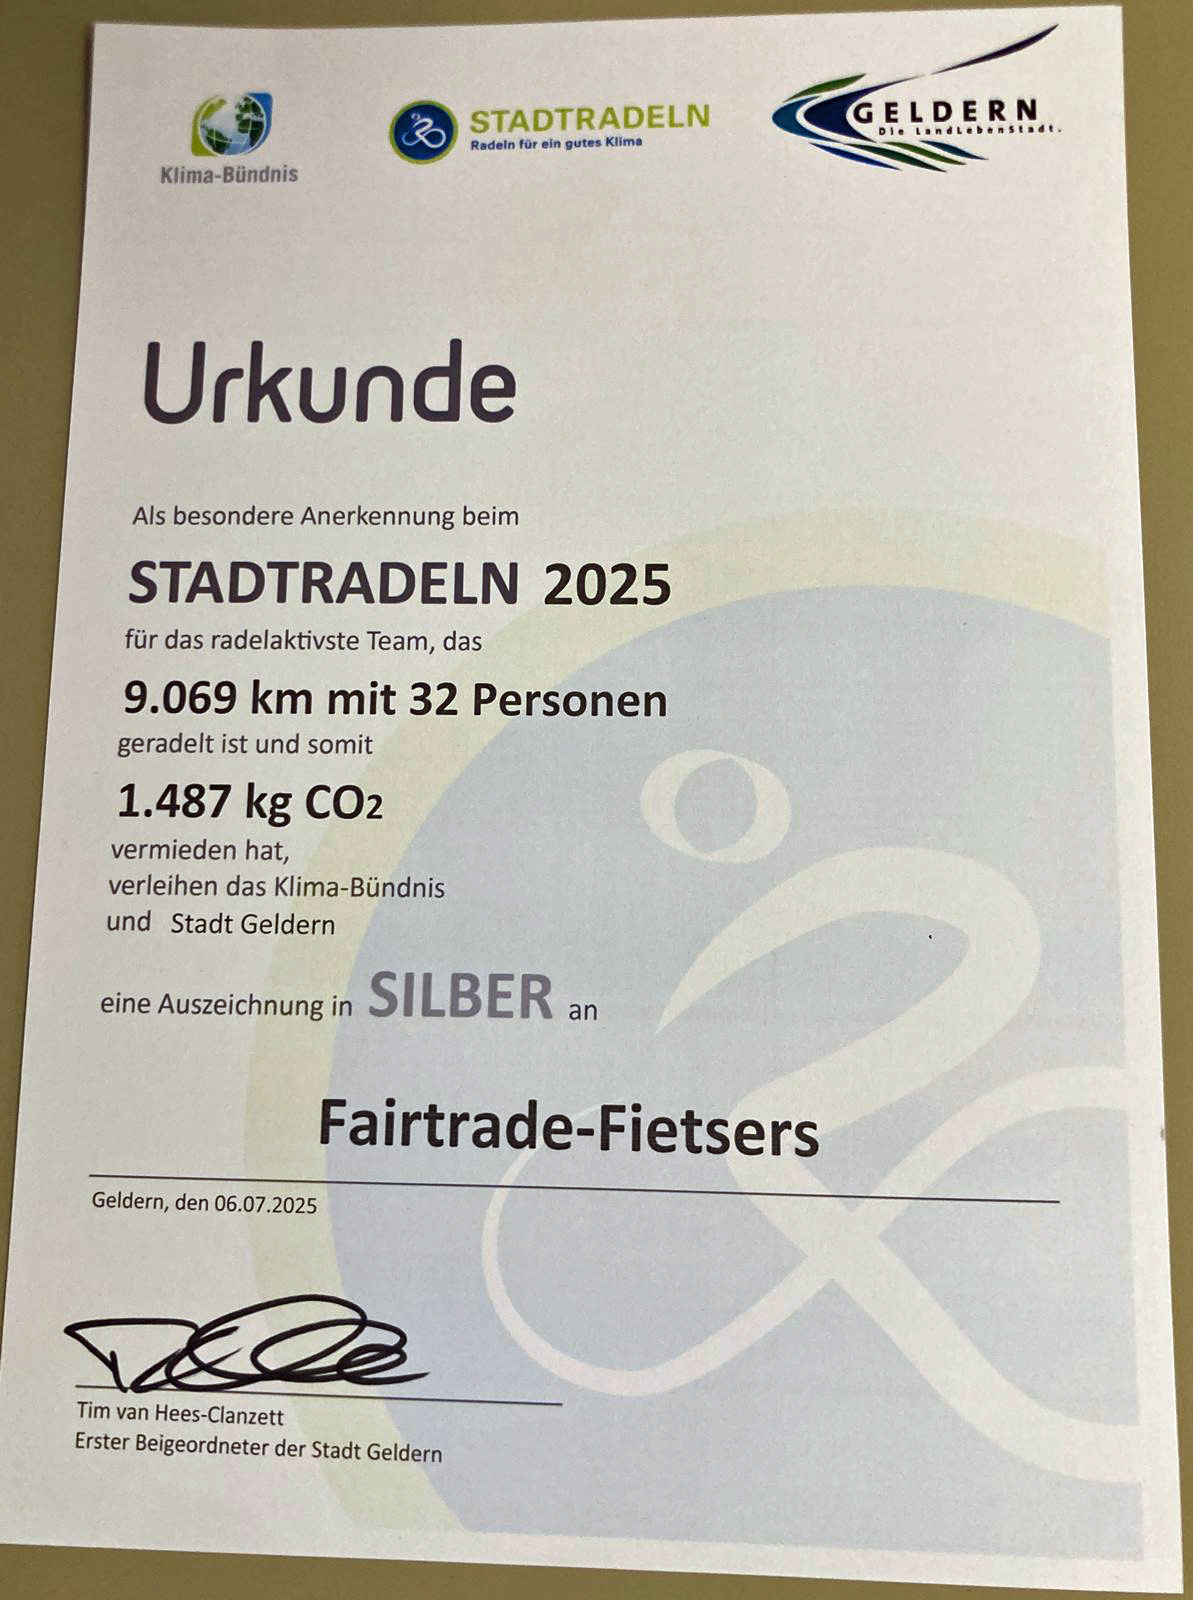 Klima-Bündnis
STADTRADELN
Radeln für ein gutes Klima
GELDERN
Die LandLebenStadt.
Urkunde
Als besondere Anerkennung beim
STADTRADELN 2025
für das radelaktivste Team, das
9.069 km mit 32 Personen
geradelt ist und somit
1.487 kg CO2
vermieden hat,
verleihen das Klima-Bündnis
und Stadt Geldern
eine Auszeichnung in SILBER an
Fairtrade-Fietsers
Geldern, den 06.07.2025
Tim van Hees-Clanzett
Erster Beigeordneter der Stadt Geldern